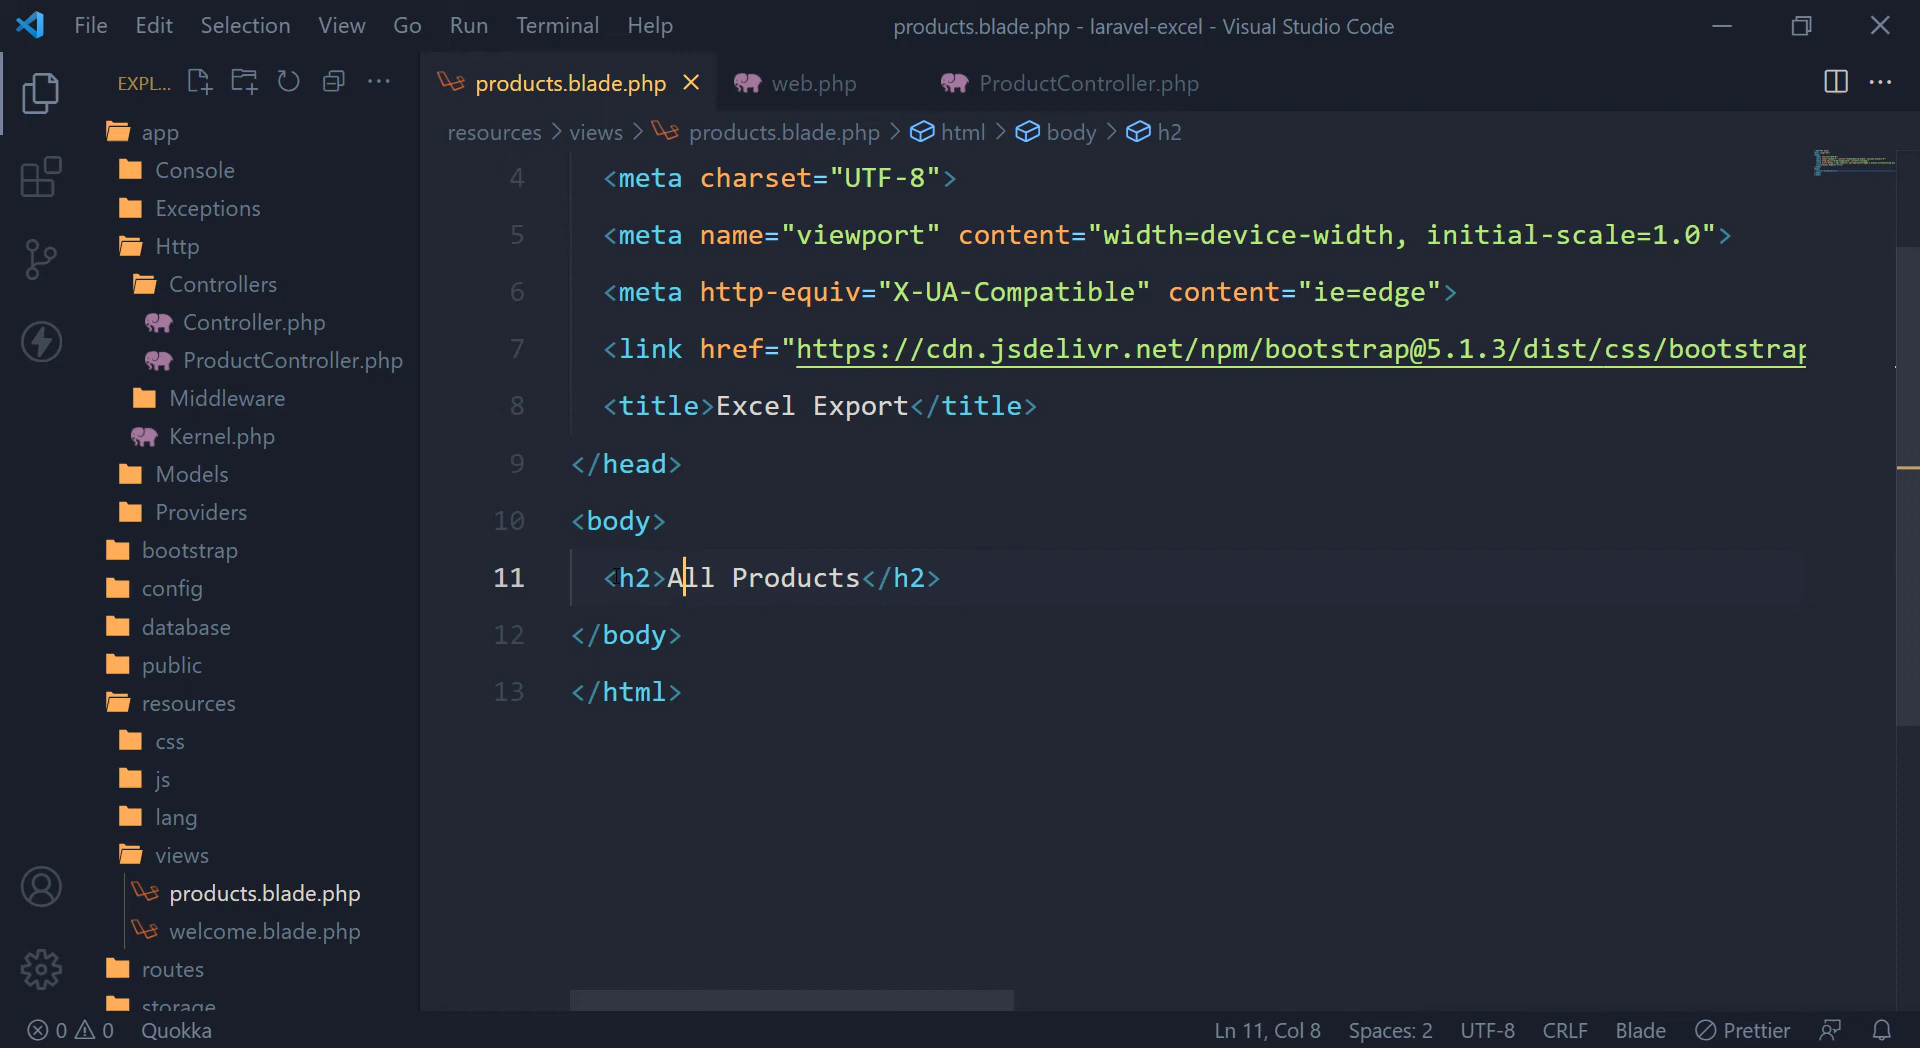 File Edit Selection View Go Run Terminal Help
products.blade.php - laravel-excel - Visual Studio Code
EXPL...
app
Console
Exceptions
Http
Controllers
Controller.php
ProductController.php
Middleware
Kernel.php
Models
Providers
bootstrap
config
database
public
resources
css
js
lang
views
products.blade.php
welcome.blade.php
routes
storage
products.blade.php web.php ProductController.php
resources > views > products.blade.php > html > body > h2
4 <meta charset="UTF-8">
5 <meta name="viewport" content="width=device-width, initial-scale=1.0">
6 <meta http-equiv="X-UA-Compatible" content="ie=edge">
7 <link href="https://cdn.jsdelivr.net/npm/bootstrap@5.1.3/dist/css/bootstrap
8 <title>Excel Export</title>
9 </head>
10 <body>
11 <h2>All Products</h2>
12 </body>
13 </html>
0 0 Quokka Ln 11, Col 8 Spaces: 2 UTF-8 CRLF Blade Prettier